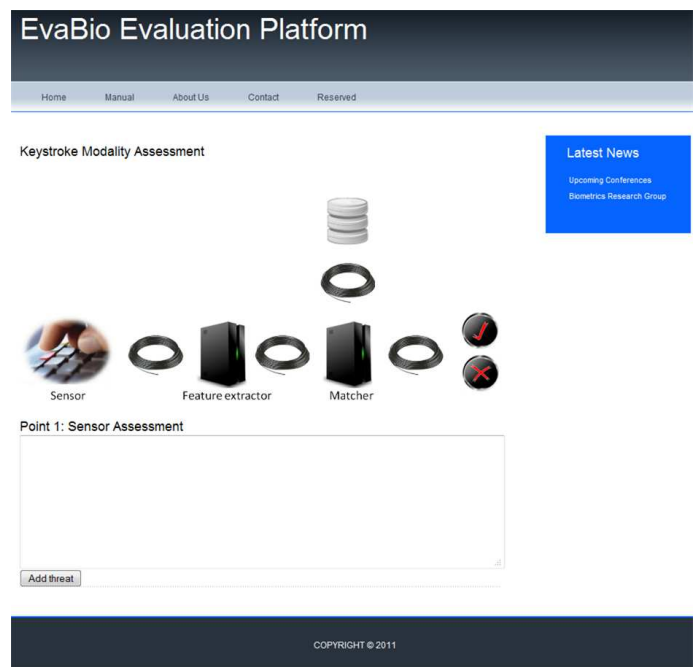 EvaBio Evaluation Platform
Home Manual About Us Contact Reserved
Keystroke Modality Assessment
Latest News
Upcoming Conferences
Biometrics Research Group
Sensor Feature extractor Matcher
Point 1: Sensor Assessment
Add threat
COPYRIGHT © 2011